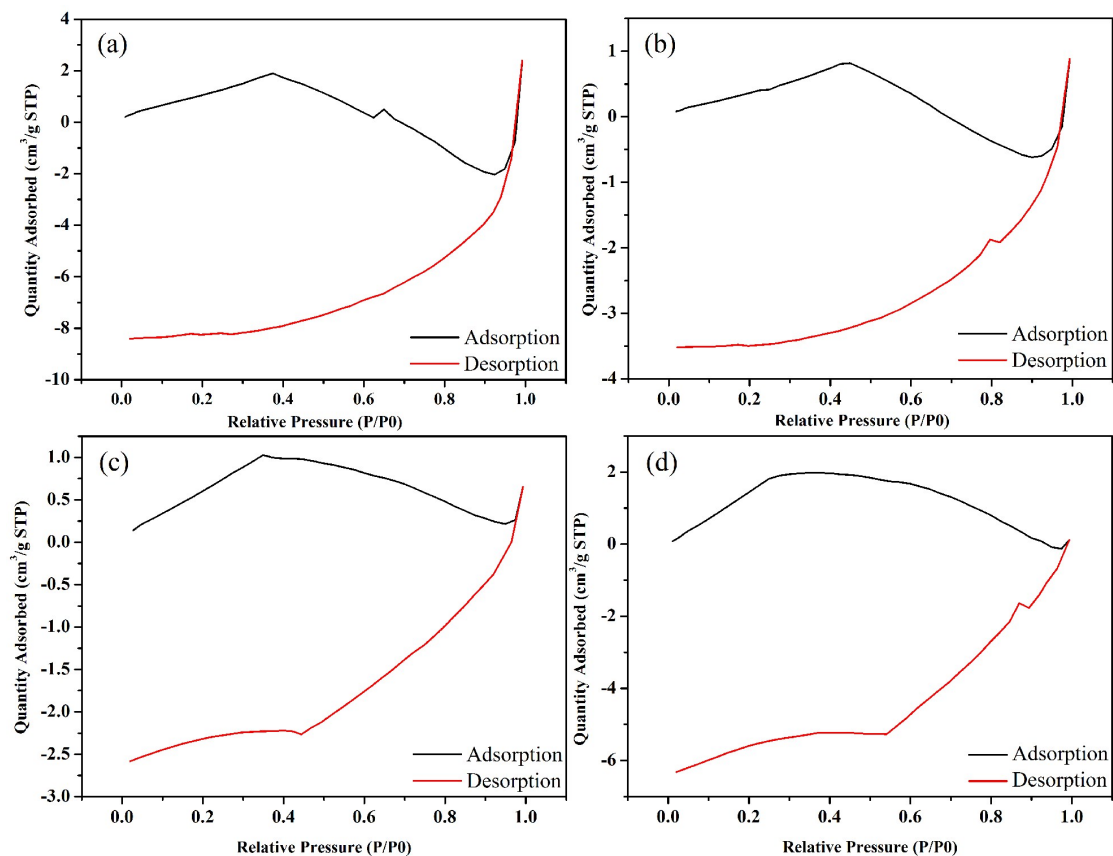 (a)
4
2
0
-2
-4
-6
-8
-10
Quantity Adsorbed (cm³/g STP)
Adsorption
Desorption
0.0 0.2 0.4 0.6 0.8 1.0
Relative Pressure (P/P0)
(b)
1
0
-1
-2
-3
-4
Quantity Adsorbed (cm³/g STP)
Adsorption
Desorption
0.0 0.2 0.4 0.6 0.8 1.0
Relative Pressure (P/P0)
(c)
1.0
0.5
0.0
-0.5
-1.0
-1.5
-2.0
-2.5
-3.0
Quantity Adsorbed (cm³/g STP)
Adsorption
Desorption
0.0 0.2 0.4 0.6 0.8 1.0
Relative Pressure (P/P0)
(d)
2
0
-2
-4
-6
Quantity Adsorbed (cm³/g STP)
Adsorption
Desorption
0.0 0.2 0.4 0.6 0.8 1.0
Relative Pressure (P/P0)